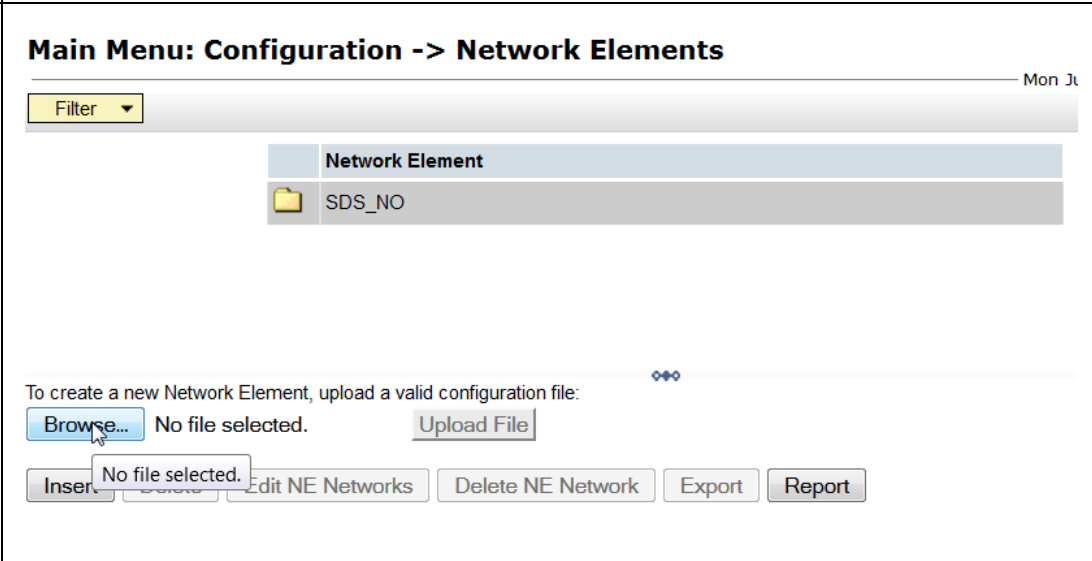 Main Menu: Configuration -> Network Elements
Mon
Filter
Network Element
SDS_NO
To create a new Network Element, upload a valid configuration file:
Browse... No file selected. Upload File
No file selected.
Insert Delete Edit NE Networks Delete NE Network Export Report